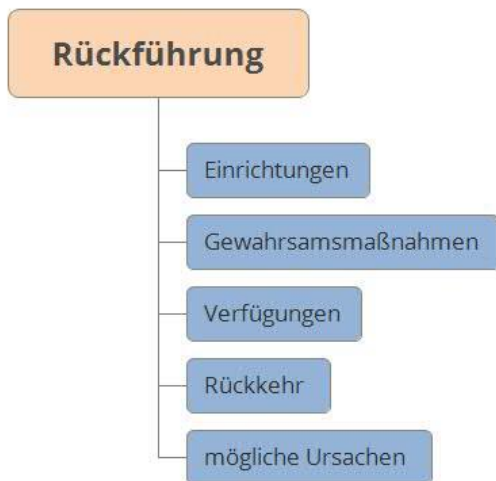 Rückführung
Einrichtungen
Gewahrsamsmaßnahmen
Verfügungen
Rückkehr
mögliche Ursachen